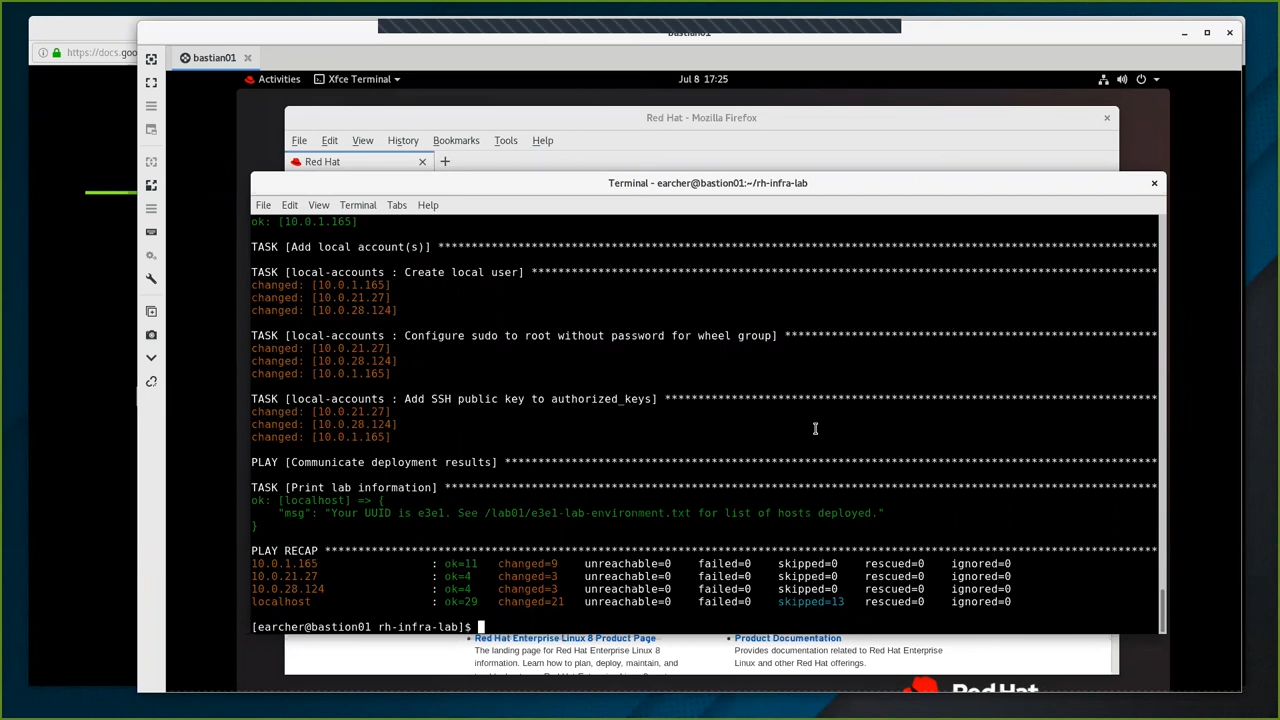 bastian01
https://docs.goo
bastian01
Activities
Xfce Terminal
Jul 8 17:25
Red Hat - Mozilla Firefox
File Edit View History Bookmarks Tools Help
Red Hat
Terminal - earcher@bastion01:~/rh-infra-lab
File Edit View Terminal Tabs Help
ok: [10.0.1.165]
TASK [Add local account(s)] *************************************************************************************************************
TASK [local-accounts : Create local user] ***********************************************************************************************
changed: [10.0.1.165]
changed: [10.0.21.27]
changed: [10.0.28.124]
TASK [local-accounts : Configure sudo to root without password for wheel group] *********************************************************
changed: [10.0.21.27]
changed: [10.0.28.124]
changed: [10.0.1.165]
TASK [local-accounts : Add SSH public key to authorized_keys] ***************************************************************************
changed: [10.0.21.27]
changed: [10.0.28.124]
changed: [10.0.1.165]
PLAY [Communicate deployment results] ***************************************************************************************************
TASK [Print lab information] ************************************************************************************************************
ok: [localhost] => {
"msg": "Your UUID is e3e1. See /lab01/e3e1-lab-environment.txt for list of hosts deployed."
}
PLAY RECAP ******************************************************************************************************************************
10.0.1.165 : ok=11 changed=9 unreachable=0 failed=0 skipped=0 rescued=0 ignored=0
10.0.21.27 : ok=4 changed=3 unreachable=0 failed=0 skipped=0 rescued=0 ignored=0
10.0.28.124 : ok=4 changed=3 unreachable=0 failed=0 skipped=0 rescued=0 ignored=0
localhost : ok=29 changed=21 unreachable=0 failed=0 skipped=13 rescued=0 ignored=0
[earcher@bastion01 rh-infra-lab]$
Red Hat Enterprise Linux 8 Product Page
The landing page for Red Hat Enterprise Linux 8
information. Learn how to plan, deploy, maintain, and
Product Documentation
Provides documentation related to Red Hat Enterprise
Linux and other Red Hat offerings.
Red Hat